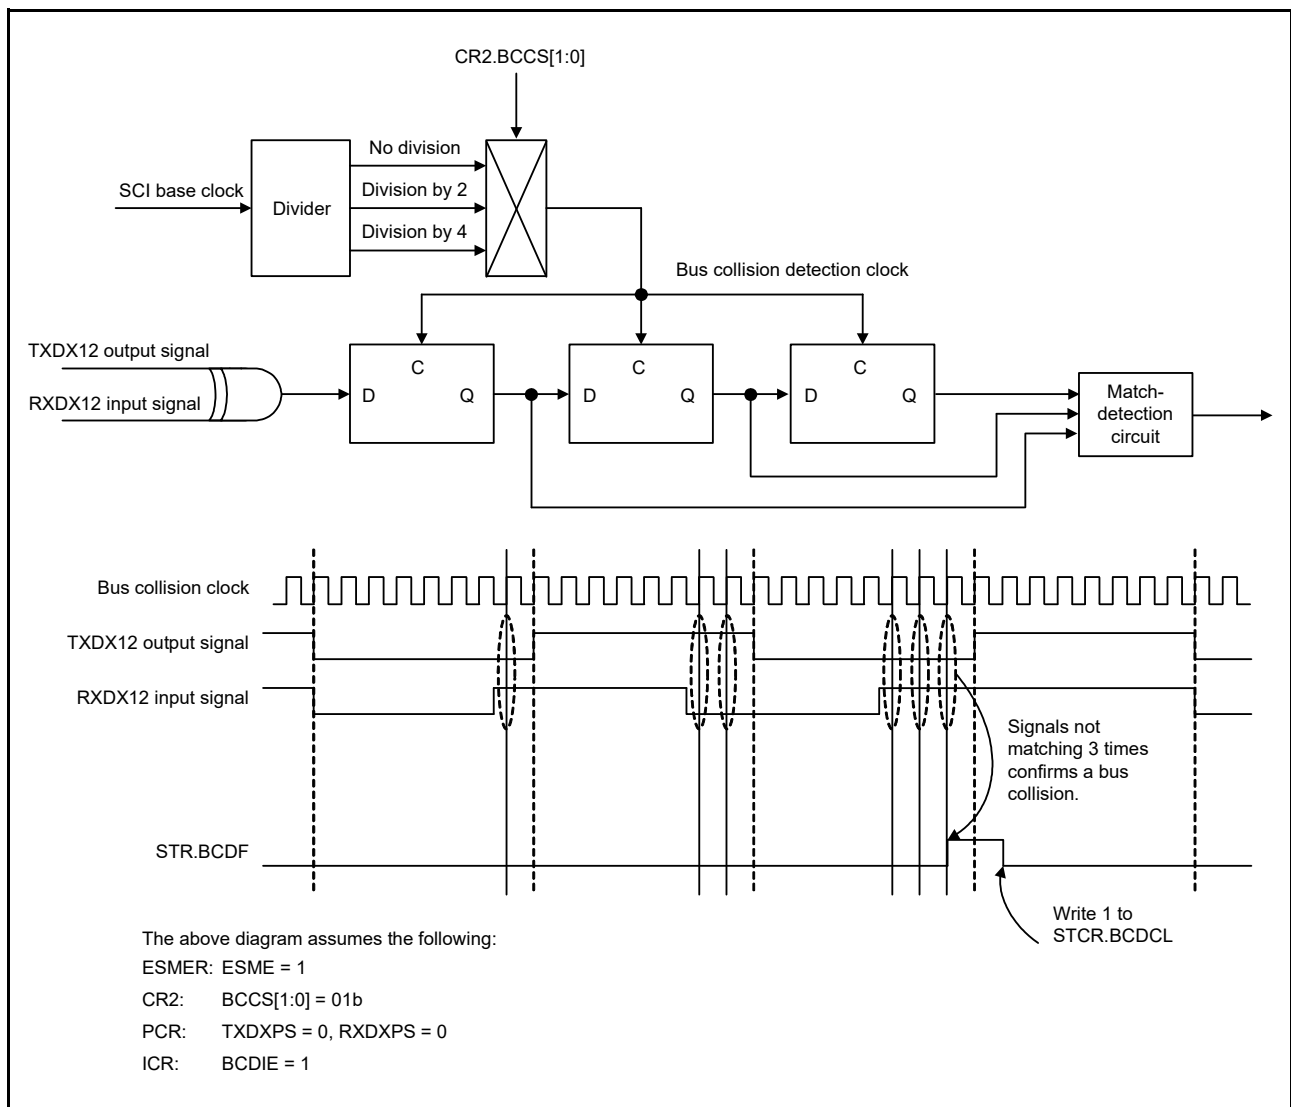 CR2.BCCS[1:0]
No division
SCI base clock
Division by 2
Divider
Division by 4
Bus collision detection clock
TXDX12 output signal
RXDX12 input signal
C
D
Q
C
D
Q
C
D
Q
Match-
detection
circuit
Bus collision clock
TXDX12 output signal
RXDX12 input signal
Signals not
matching 3 times
confirms a bus
collision.
STR.BCDF
Write 1 to
STCR.BCDCL
The above diagram assumes the following:
ESMER: ESME = 1
CR2: BCCS[1:0] = 01b
PCR: TXDXPS = 0, RXDXPS = 0
ICR: BCDIE = 1